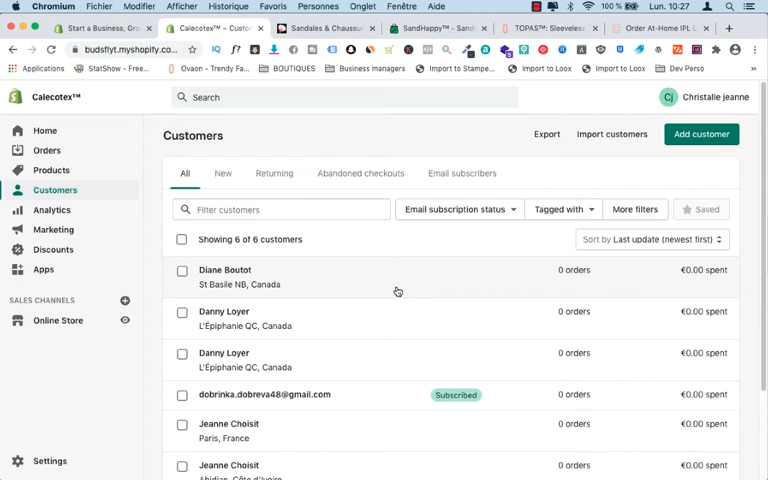 Chromium Fichier Modifier Afficher Historique Favoris Personnes Onglet Fenêtre Aide 100 % Lun. 10:27
Start a Business, Gr Calecotex™ ~ Custo Sandales & Chaussu SandHappy™ - Sandi TOPAS™: Sleeveless Order At-Home IPL L
budsfiyt.myshopify.co...
Applications StatShow - Free... Ovaon - Trendy Fa... BOUTIQUES Business managers Import to Stampe... Import to Loox Import to Loox Dev Perso
Calecotex™ Search Cj Christalle jeanne
Home
Orders
Products
Customers
Analytics
Marketing
Discounts
Apps
SALES CHANNELS
Online Store
Settings
Customers Export Import customers Add customer
All New Returning Abandoned checkouts Email subscribers
Filter customers Email subscription status Tagged with More filters Saved
Showing 6 of 6 customers Sort by Last update (newest first)
Diane Boutot 0 orders €0.00 spent
St Basile NB, Canada
Danny Loyer 0 orders €0.00 spent
L'Épiphanie QC, Canada
Danny Loyer 0 orders €0.00 spent
L'Épiphanie QC, Canada
dobrinka.dobreva48@gmail.com Subscribed 0 orders €0.00 spent
Jeanne Choisit 0 orders €0.00 spent
Paris, France
Jeanne Choisit 0 orders €0.00 spent
Abidjan, Côte d'Ivoire